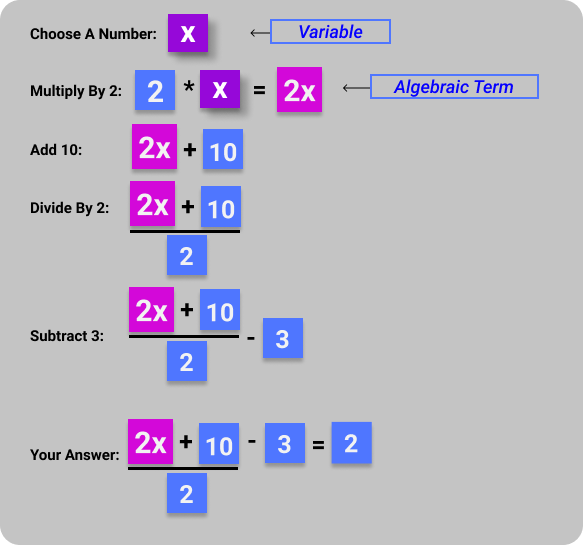 Choose A Number: x ← Variable
Multiply By 2: 2 * x = 2x ← Algebraic Term
Add 10: 2x + 10
Divide By 2: 2x + 10
2
Subtract 3: 2x + 10 - 3
2
Your Answer: 2x + 10 - 3 = 2
2